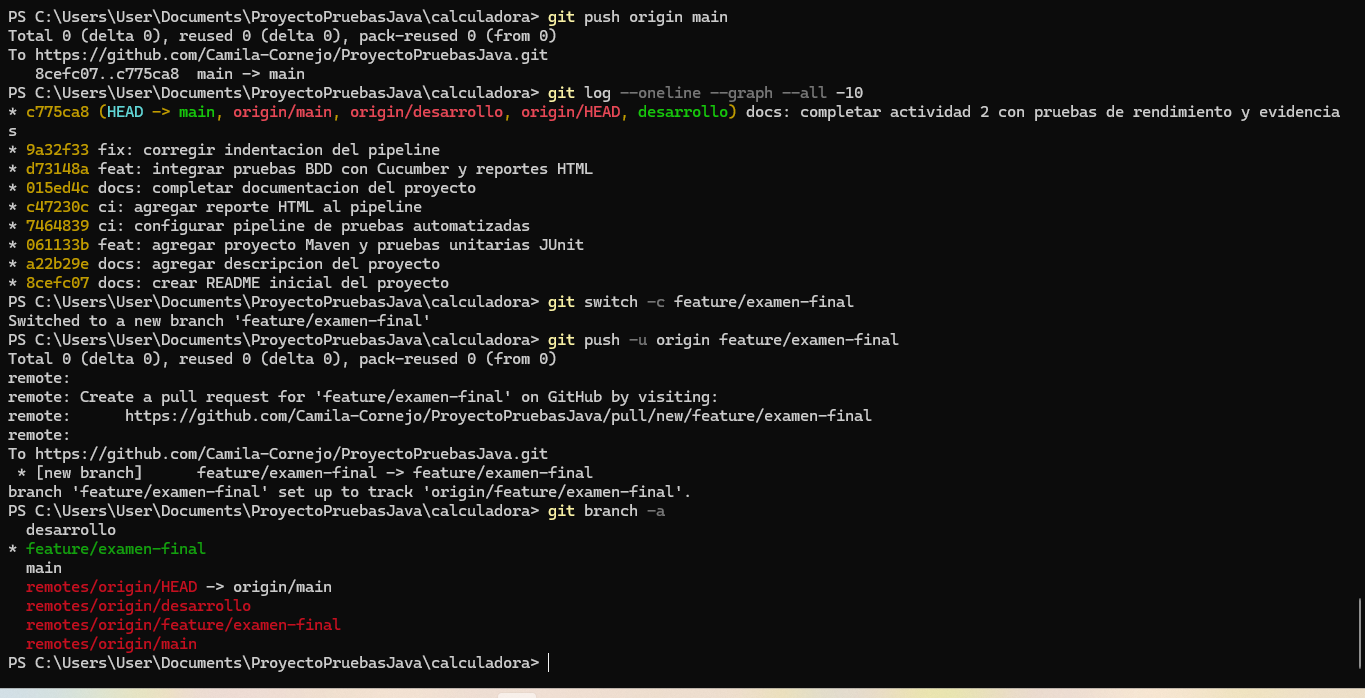 PS C:\Users\User\Documents\ProyectoPruebasJava\calculadora> git push origin main
Total 0 (delta 0), reused 0 (delta 0), pack-reused 0 (from 0)
To https://github.com/Camila-Cornejo/ProyectoPruebasJava.git
   8cefc07..c775ca8  main -> main
PS C:\Users\User\Documents\ProyectoPruebasJava\calculadora> git log --oneline --graph --all -10
* c775ca8 (HEAD -> main, origin/main, origin/desarrollo, origin/HEAD, desarrollo) docs: completar actividad 2 con pruebas de rendimiento y evidencia
s
* 9a32f33 fix: corregir indentacion del pipeline
* d73148a feat: integrar pruebas BDD con Cucumber y reportes HTML
* 015ed4c docs: completar documentacion del proyecto
* c47230c ci: agregar reporte HTML al pipeline
* 7464839 ci: configurar pipeline de pruebas automatizadas
* 061133b feat: agregar proyecto Maven y pruebas unitarias JUnit
* a22b29e docs: agregar descripcion del proyecto
* 8cefc07 docs: crear README inicial del proyecto
PS C:\Users\User\Documents\ProyectoPruebasJava\calculadora> git switch -c feature/examen-final
Switched to a new branch 'feature/examen-final'
PS C:\Users\User\Documents\ProyectoPruebasJava\calculadora> git push -u origin feature/examen-final
Total 0 (delta 0), reused 0 (delta 0), pack-reused 0 (from 0)
remote:
remote: Create a pull request for 'feature/examen-final' on GitHub by visiting:
remote:      https://github.com/Camila-Cornejo/ProyectoPruebasJava/pull/new/feature/examen-final
remote:
To https://github.com/Camila-Cornejo/ProyectoPruebasJava.git
 * [new branch]      feature/examen-final -> feature/examen-final
branch 'feature/examen-final' set up to track 'origin/feature/examen-final'.
PS C:\Users\User\Documents\ProyectoPruebasJava\calculadora> git branch -a
  desarrollo
* feature/examen-final
  main
  remotes/origin/HEAD -> origin/main
  remotes/origin/desarrollo
  remotes/origin/feature/examen-final
  remotes/origin/main
PS C:\Users\User\Documents\ProyectoPruebasJava\calculadora>